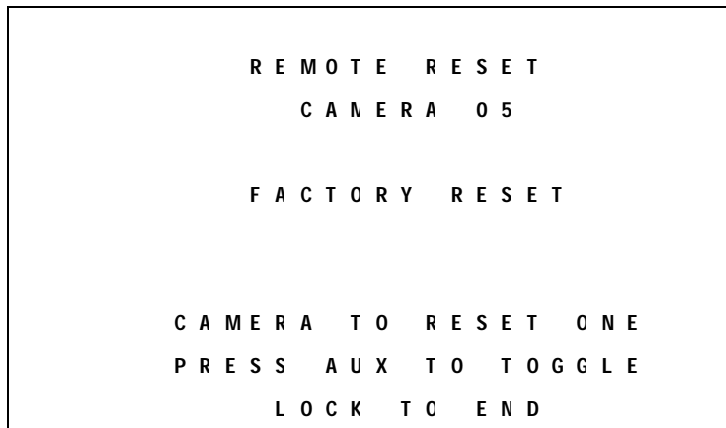 REMOTE RESET
CAMERA 05
FACTORY RESET
CAMERA TO RESET ONE
PRESS AUX TO TOGGLE
LOCK TO END